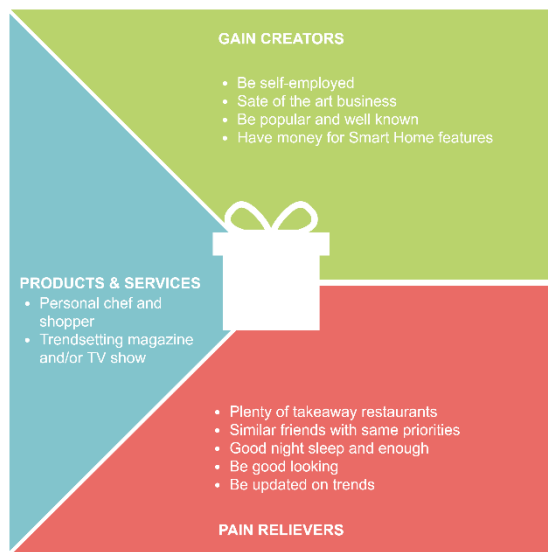 GAIN CREATORS
• Be self-employed
• Sate of the art business
• Be popular and well known
• Have money for Smart Home features
PRODUCTS & SERVICES
• Personal chef and
shopper
• Trendsetting magazine
and/or TV show
• Plenty of takeaway restaurants
• Similar friends with same priorities
• Good night sleep and enough
• Be good looking
• Be updated on trends
PAIN RELIEVERS